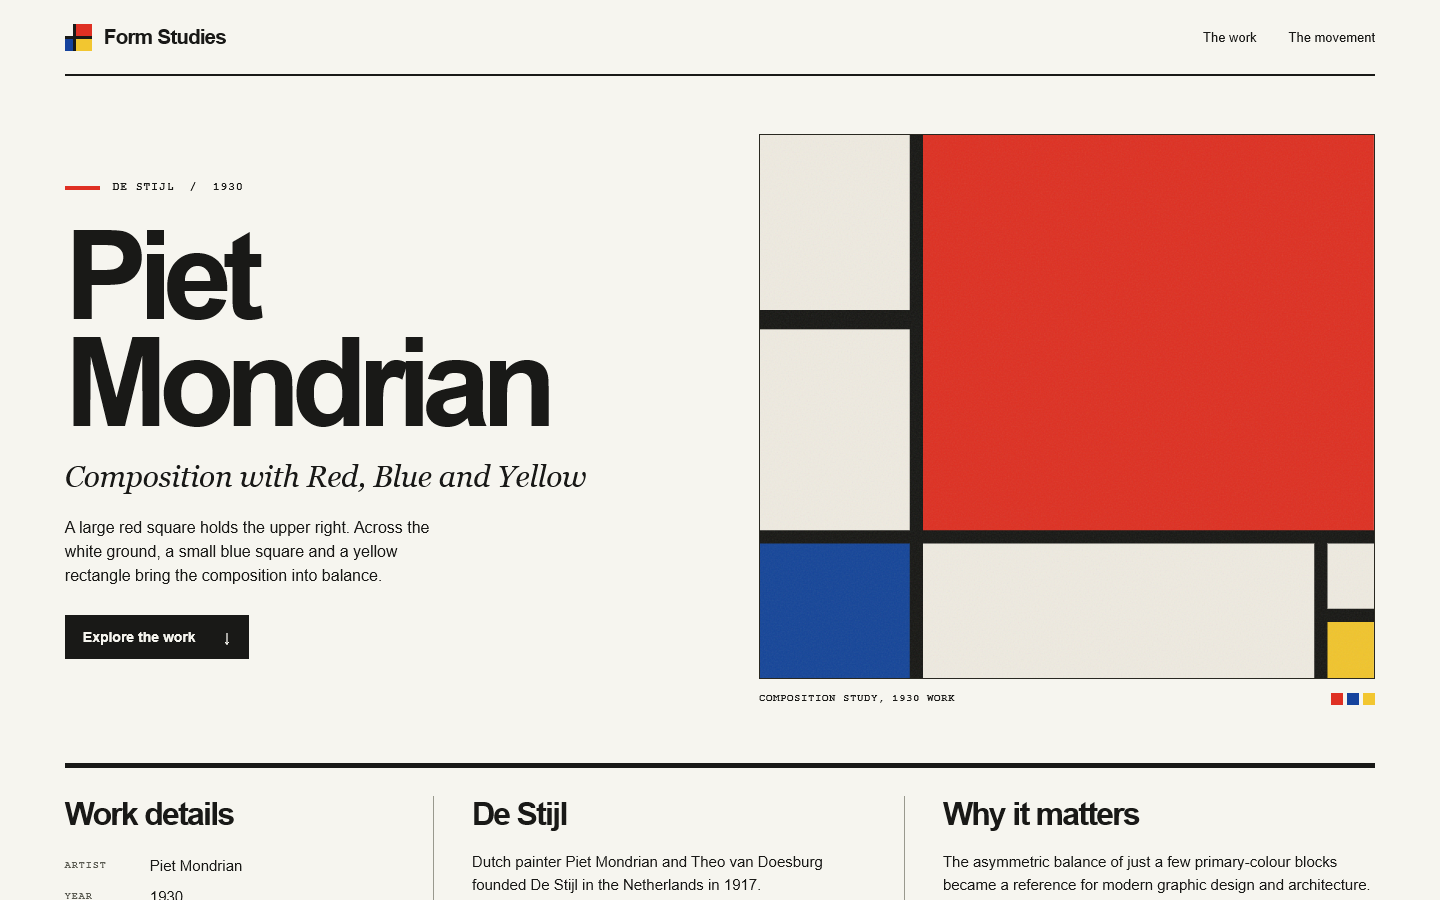 Form Studies
The work
The movement
DE STIJL / 1930
Piet
Mondrian
Composition with Red, Blue and Yellow
A large red square holds the upper right. Across the
white ground, a small blue square and a yellow
rectangle bring the composition into balance.
Explore the work ↓
COMPOSITION STUDY, 1930 WORK
Work details
ARTIST Piet Mondrian
YEAR 1930
De Stijl
Dutch painter Piet Mondrian and Theo van Doesburg
founded De Stijl in the Netherlands in 1917.
Why it matters
The asymmetric balance of just a few primary-colour blocks
became a reference for modern graphic design and architecture.